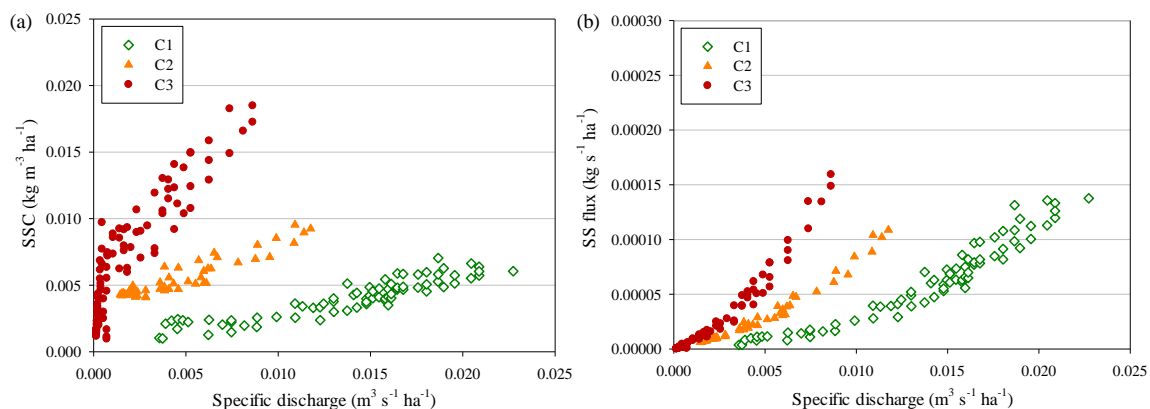 (a)
0.025
0.020
0.015
0.010
0.005
0.000
SSC (kg m⁻³ ha⁻¹)
C1
C2
C3
0.000 0.005 0.010 0.015 0.020 0.025
Specific discharge (m³ s⁻¹ ha⁻¹)
(b)
0.00030
0.00025
0.00020
0.00015
0.00010
0.00005
0.00000
SS flux (kg s⁻¹ ha⁻¹)
C1
C2
C3
0.000 0.005 0.010 0.015 0.020 0.025
Specific discharge (m³ s⁻¹ ha⁻¹)